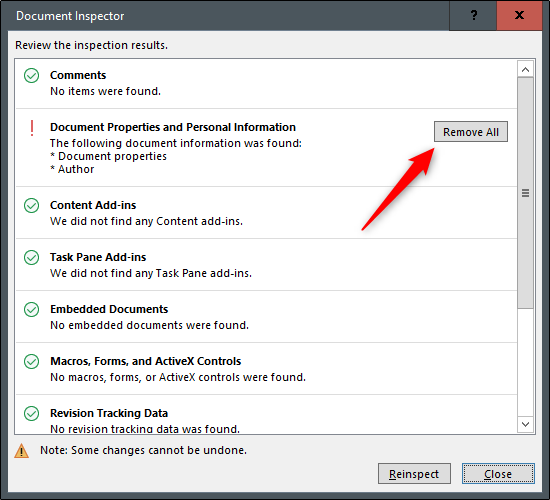 Document Inspector
? x
Review the inspection results.
Comments
No items were found.
Document Properties and Personal Information
Remove All
The following document information was found:
* Document properties
* Author
Content Add-ins
We did not find any Content add-ins.
Task Pane Add-ins
We did not find any Task Pane add-ins.
Embedded Documents
No embedded documents were found.
Macros, Forms, and ActiveX Controls
No macros, forms, or ActiveX controls were found.
Revision Tracking Data
No revision tracking data was found.
Note: Some changes cannot be undone.
Reinspect
Close